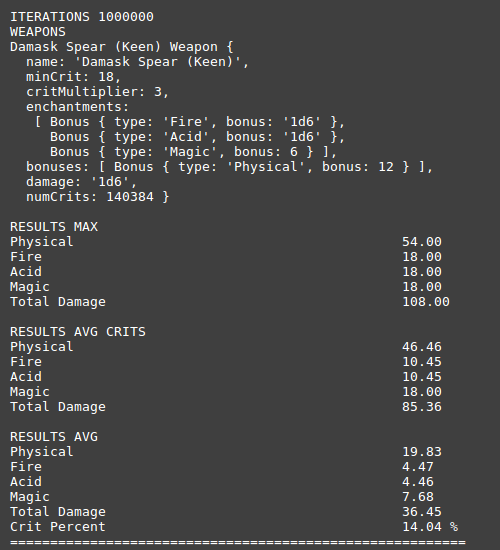 ITERATIONS 1000000
WEAPONS
Damask Spear (Keen) Weapon {
  name: 'Damask Spear (Keen)',
  minCrit: 18,
  critMultiplier: 3,
  enchantments:
   [ Bonus { type: 'Fire', bonus: '1d6' },
     Bonus { type: 'Acid', bonus: '1d6' },
     Bonus { type: 'Magic', bonus: 6 } ],
  bonuses: [ Bonus { type: 'Physical', bonus: 12 } ],
  damage: '1d6',
  numCrits: 140384 }
RESULTS MAX
Physical 54.00
Fire 18.00
Acid 18.00
Magic 18.00
Total Damage 108.00
RESULTS AVG CRITS
Physical 46.46
Fire 10.45
Acid 10.45
Magic 18.00
Total Damage 85.36
RESULTS AVG
Physical 19.83
Fire 4.47
Acid 4.46
Magic 7.68
Total Damage 36.45
Crit Percent 14.04 %
=========================================================